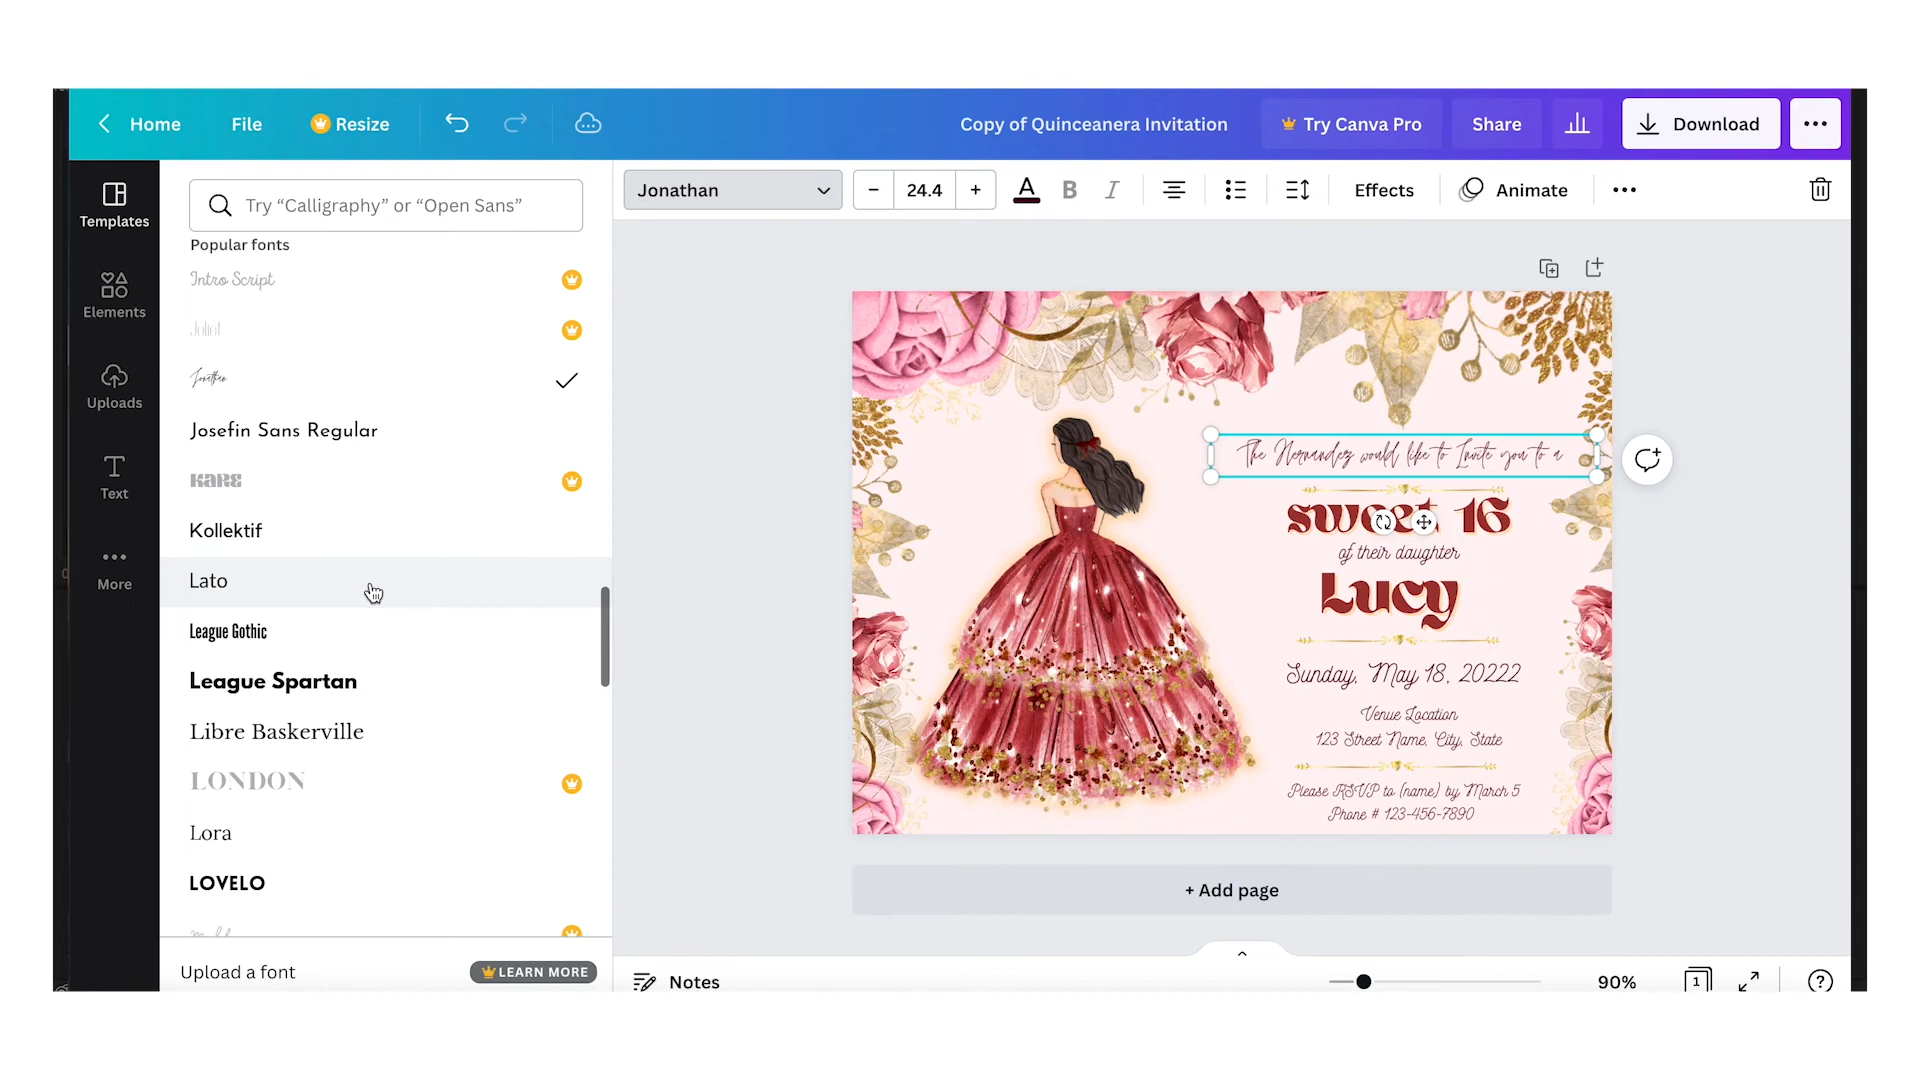 Home
File
Resize
Copy of Quinceanera Invitation
Try Canva Pro
Share
Download
Templates
Elements
Uploads
Text
More
Try “Calligraphy” or “Open Sans”
Popular fonts
Intro Script
Juliet
Jonathan
Josefin Sans Regular
KARE
Kollektif
Lato
League Gothic
League Spartan
Libre Baskerville
LONDON
Lora
LOVELO
Upload a font
LEARN MORE
Jonathan
24.4
A
B
I
Effects
Animate
The Hernandez would like to Invite you to a
sweet 16
of their daughter
Lucy
Sunday, May 18, 20222
Venue Location
123 Street Name, City, State
Please RSVP to (name) by March 5
Phone # 123-456-7890
+ Add page
Notes
90%
1